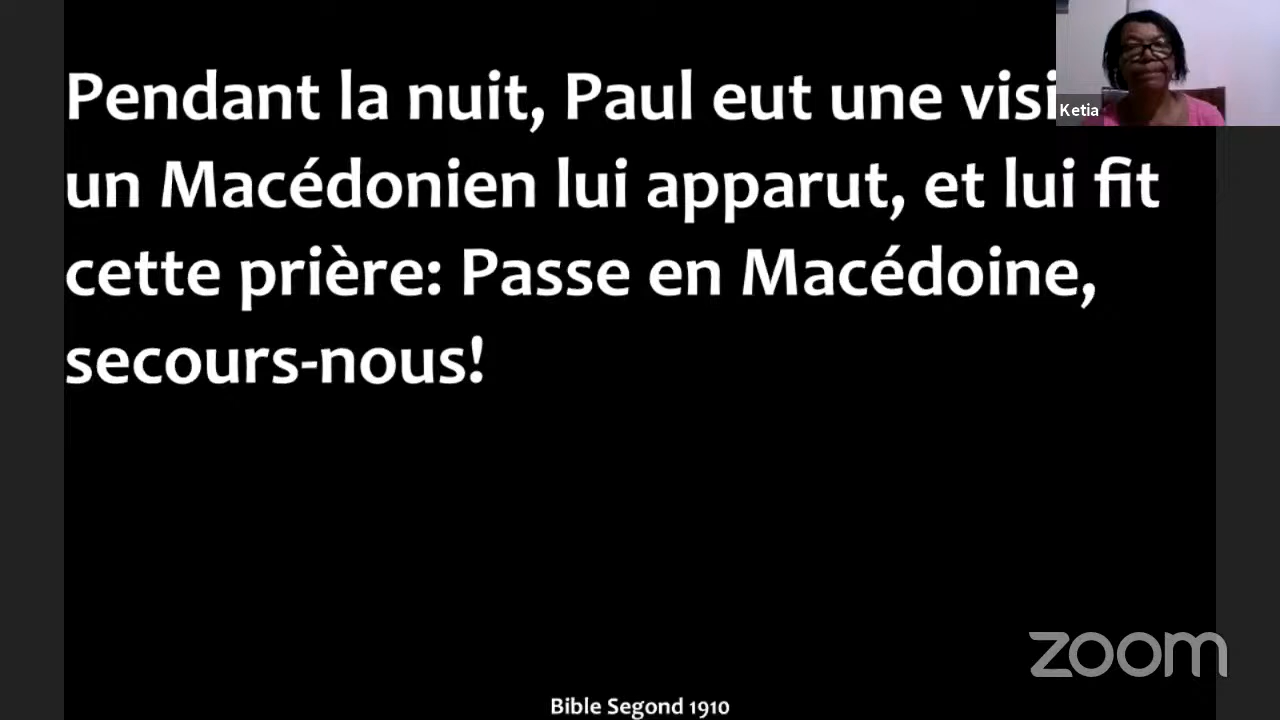 Pendant la nuit, Paul eut une
un Macédonien lui apparut, et lui fit
cette prière: Passe en Macédoine,
secours-nous!
Ketia
zoom
Bible Segond 1910